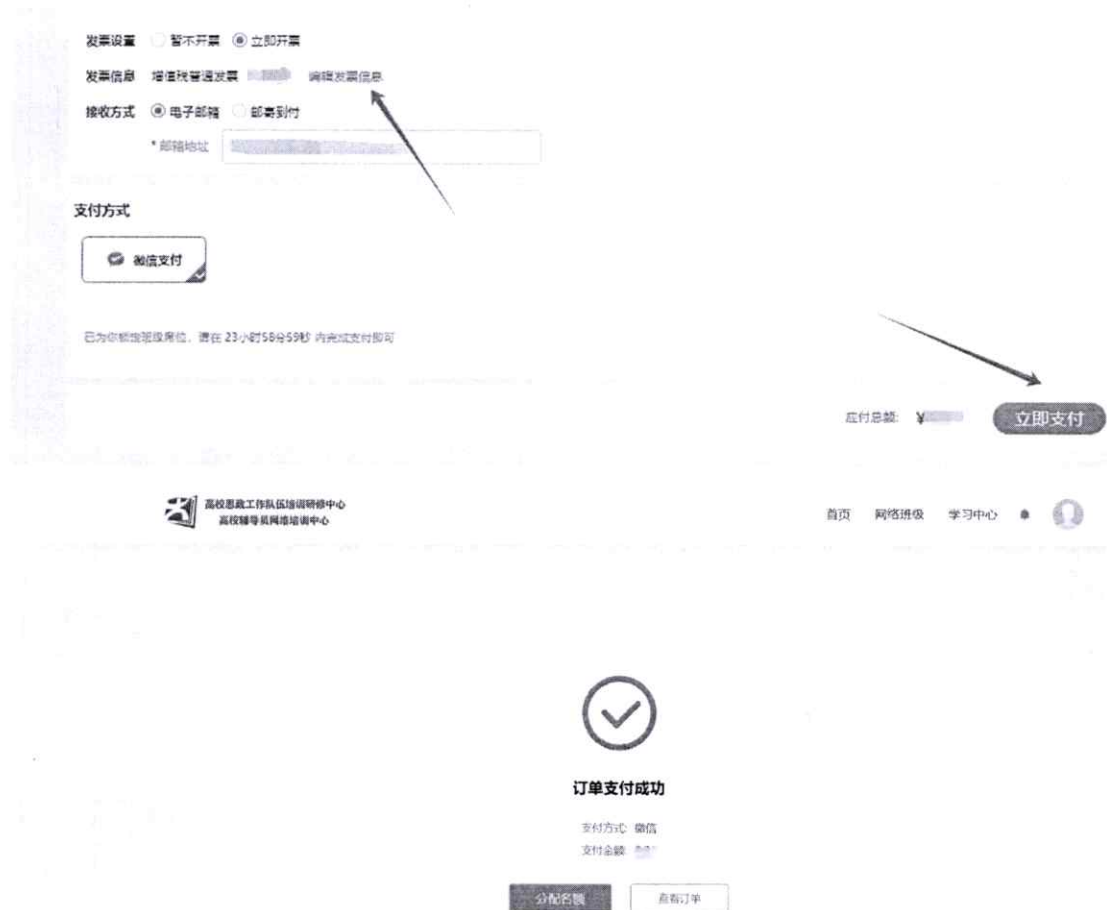 发票设置 暂不开票 立即开票
发票信息 增值税普通发票 编辑发票信息
接收方式 电子邮箱 邮寄到付
* 邮箱地址
支付方式
微信支付
已为你锁定班级席位，请在 23小时58分59秒 内完成支付即可
应付总额: ¥ 立即支付
高校思政工作队伍培训研修中心
高校辅导员网络培训中心
首页 网络班级 学习中心
订单支付成功
支付方式: 微信
支付金额:
分配名额 查看订单